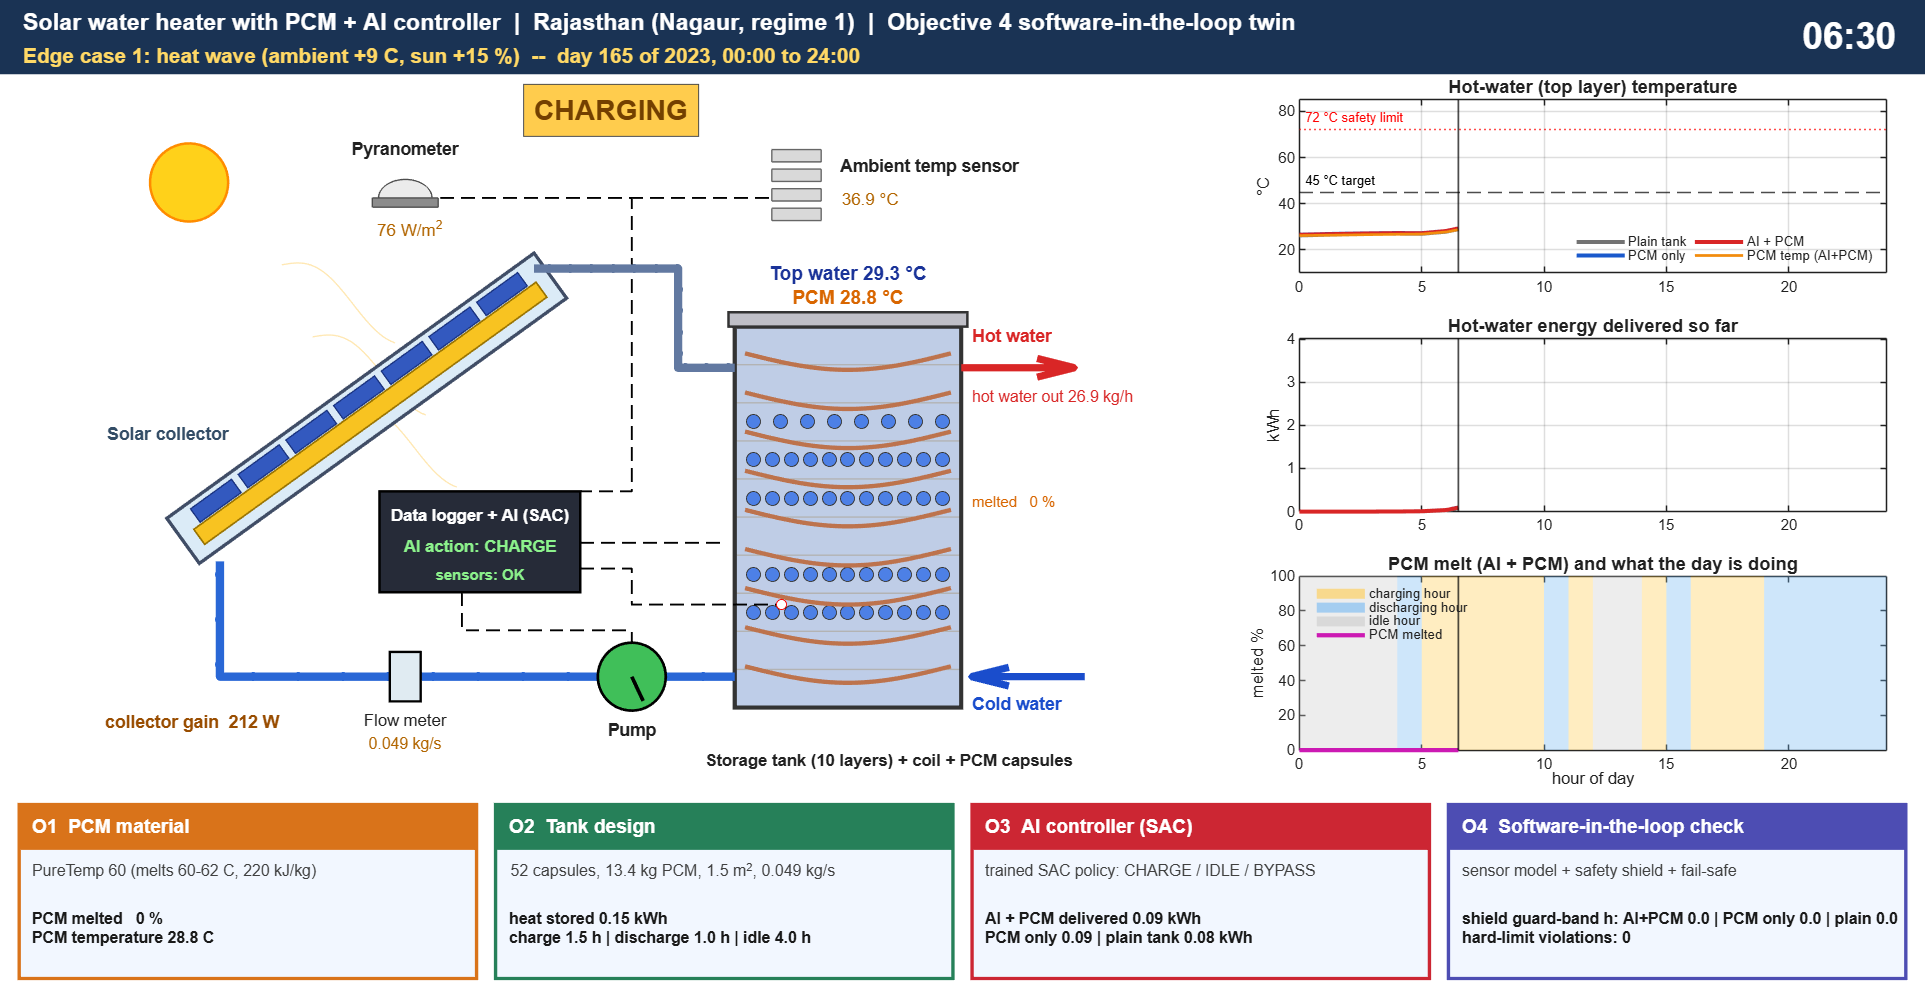 Solar water heater with PCM + AI controller | Rajasthan (Nagaur, regime 1) | Objective 4 software-in-the-loop twin
Edge case 1: heat wave (ambient +9 C, sun +15 %) -- day 165 of 2023, 00:00 to 24:00
06:30
CHARGING
Pyranometer
76 W/m²
Ambient temp sensor
36.9 °C
Top water 29.3 °C
PCM 28.8 °C
Hot water
hot water out 26.9 kg/h
Solar collector
melted 0 %
Data logger + AI (SAC)
AI action: CHARGE
sensors: OK
collector gain 212 W
Flow meter
0.049 kg/s
Pump
Cold water
Storage tank (10 layers) + coil + PCM capsules
Hot-water (top layer) temperature
80
60
40
20
°C
72 °C safety limit
45 °C target
Plain tank
PCM only
AI + PCM
PCM temp (AI+PCM)
0 5 10 15 20
Hot-water energy delivered so far
4
3
2
1
0
kWh
0 5 10 15 20
PCM melt (AI + PCM) and what the day is doing
100
80
60
40
20
0
melted %
charging hour
discharging hour
idle hour
PCM melted
0 5 10 15 20
hour of day
O1 PCM material
PureTemp 60 (melts 60-62 C, 220 kJ/kg)
PCM melted 0 %
PCM temperature 28.8 C
O2 Tank design
52 capsules, 13.4 kg PCM, 1.5 m², 0.049 kg/s
heat stored 0.15 kWh
charge 1.5 h | discharge 1.0 h | idle 4.0 h
O3 AI controller (SAC)
trained SAC policy: CHARGE / IDLE / BYPASS
AI + PCM delivered 0.09 kWh
PCM only 0.09 | plain tank 0.08 kWh
O4 Software-in-the-loop check
sensor model + safety shield + fail-safe
shield guard-band h: AI+PCM 0.0 | PCM only 0.0 | plain 0.0
hard-limit violations: 0